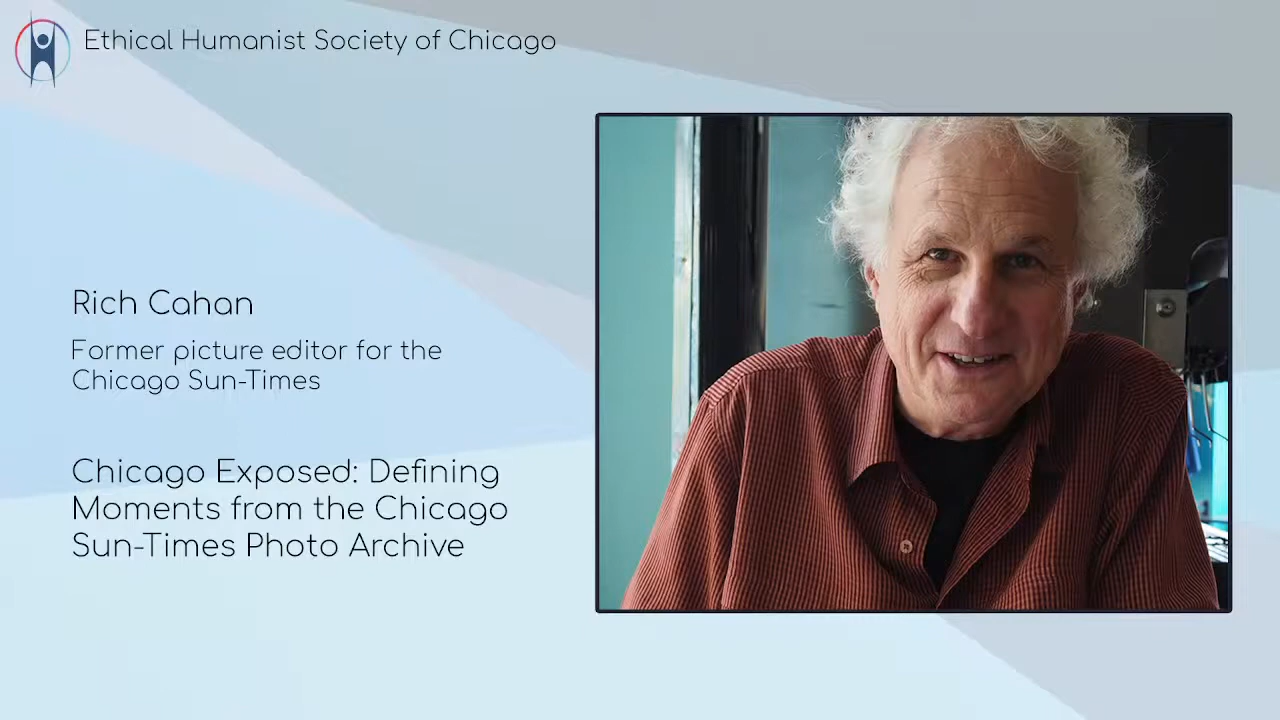 Ethical Humanist Society of Chicago
Rich Cahan
Former picture editor for the
Chicago Sun-Times
Chicago Exposed: Defining
Moments from the Chicago
Sun-Times Photo Archive